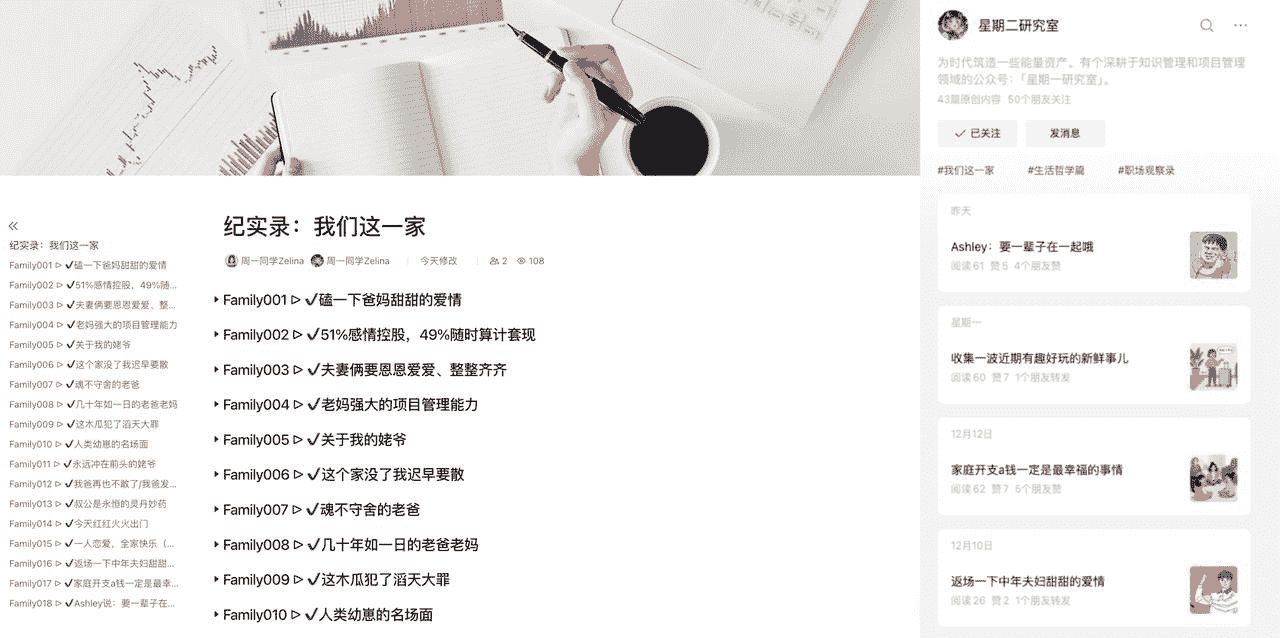 纪实录：我们这一家
Family001 ▷ ✔磕一下爸妈甜甜的爱情
Family002 ▷ ✔51%感情控股，49%随...
Family003 ▷ ✔夫妻俩要恩恩爱爱、整...
Family004 ▷ ✔老妈强大的项目管理能力
Family005 ▷ ✔关于我的姥爷
Family006 ▷ ✔这个家没了我迟早要散
Family007 ▷ ✔魂不守舍的老爸
Family008 ▷ ✔几十年如一日的老爸老妈
Family009 ▷ ✔这木瓜犯了滔天大罪
Family010 ▷ ✔人类幼崽的名场面
Family011 ▷ ✔永远冲在前头的姥爷
Family012 ▷ ✔我爸再也不敢了/我爸发...
Family013 ▷ ✔叔公是永恒的灵丹妙药
Family014 ▷ ✔今天红红火火出门
Family015 ▷ ✔一人恋爱，全家快乐（...
Family016 ▷ ✔返场一下中年夫妇甜甜...
Family017 ▷ ✔家庭开支a钱一定是最幸...
Family018 ▷ ✔Ashley说：要一辈子在...
纪实录：我们这一家
周一同学Zelina 周一同学Zelina 今天修改 2 108
Family001 ▷ ✔磕一下爸妈甜甜的爱情
Family002 ▷ ✔51%感情控股，49%随时算计套现
Family003 ▷ ✔夫妻俩要恩恩爱爱、整整齐齐
Family004 ▷ ✔老妈强大的项目管理能力
Family005 ▷ ✔关于我的姥爷
Family006 ▷ ✔这个家没了我迟早要散
Family007 ▷ ✔魂不守舍的老爸
Family008 ▷ ✔几十年如一日的老爸老妈
Family009 ▷ ✔这木瓜犯了滔天大罪
Family010 ▷ ✔人类幼崽的名场面
星期二研究室
为时代筑造一些能量资产。有个深耕于知识管理和项目管理
领域的公众号：「星期一研究室」。
43篇原创内容 50个朋友关注
已关注 发消息
#我们这一家 #生活哲学篇 #职场观察录
昨天
Ashley：要一辈子在一起哦
阅读61 赞5 4个朋友赞
星期一
收集一波近期有趣好玩的新鲜事儿
阅读60 赞7 1个朋友转发
12月12日
家庭开支a钱一定是最幸福的事情
阅读62 赞7 5个朋友赞
12月10日
返场一下中年夫妇甜甜的爱情
阅读26 赞2 1个朋友转发